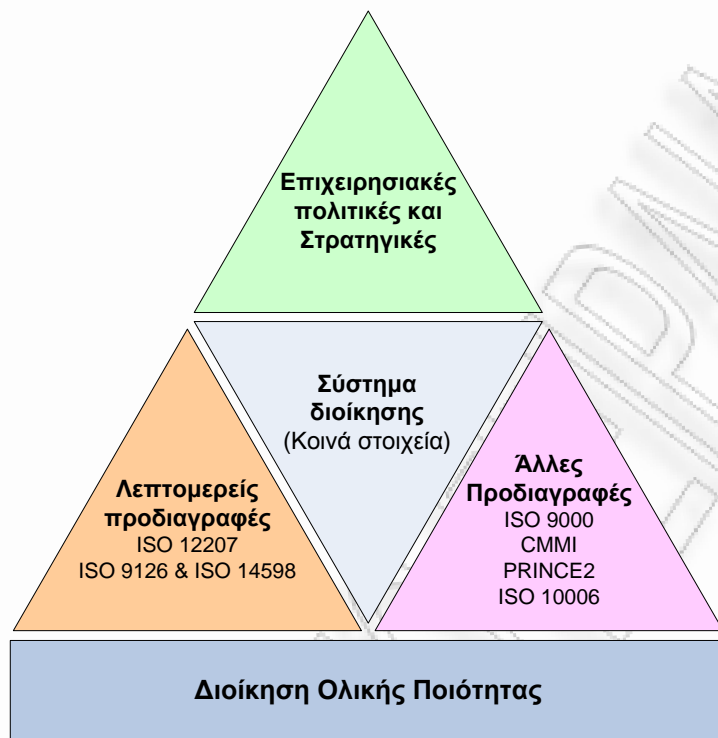 Επιχειρησιακές
πολιτικές και
Στρατηγικές
Σύστημα
διοίκησης
(Κοινά στοιχεία)
Λεπτομερείς
προδιαγραφές
ISO 12207
ISO 9126 & ISO 14598
Άλλες
Προδιαγραφές
ISO 9000
CMMI
PRINCE2
ISO 10006
Διοίκηση Ολικής Ποιότητας